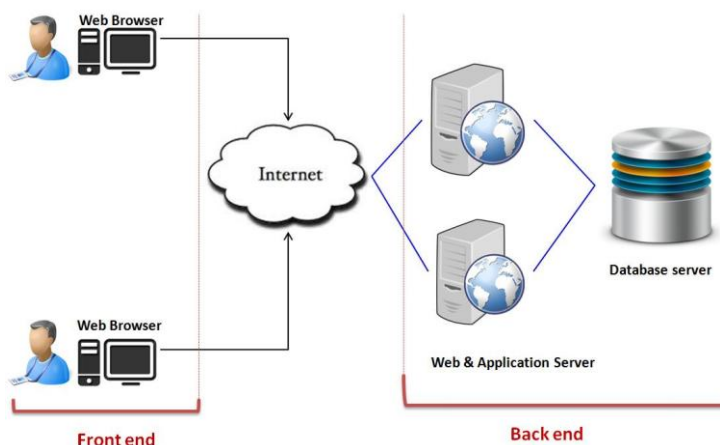 Web Browser
Internet
Database server
Web Browser
Web & Application Server
Front end
Back end